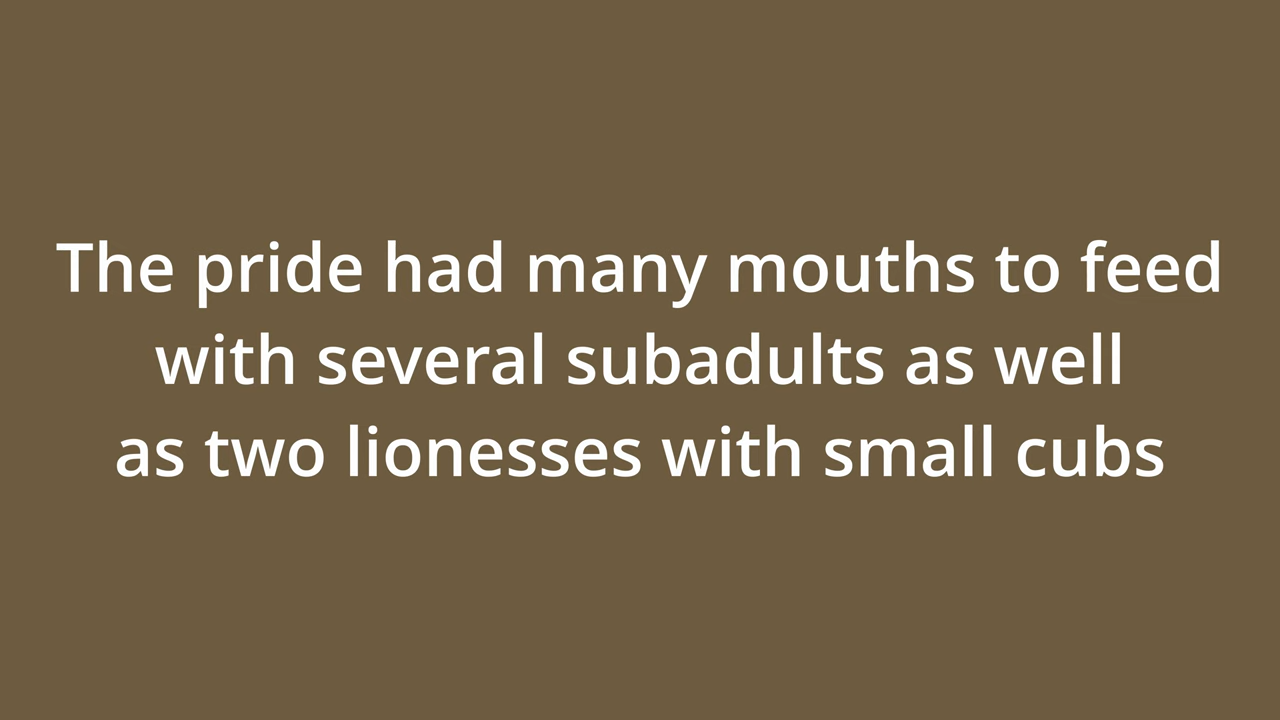 The pride had many mouths to feed
with several subadults as well
as two lionesses with small cubs